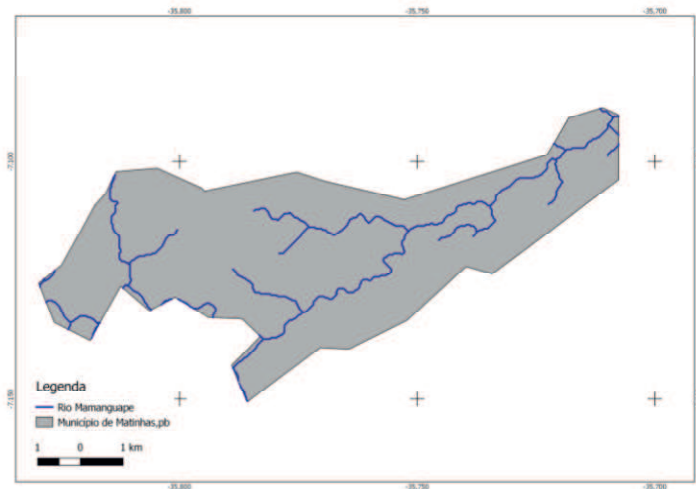 -35.800 -35.750 -35.700
-7.100
-7.150
Legenda
Rio Mamanguape
Município de Matinhas,pb
1 0 1 km
-35.800 -35.750 -35.700